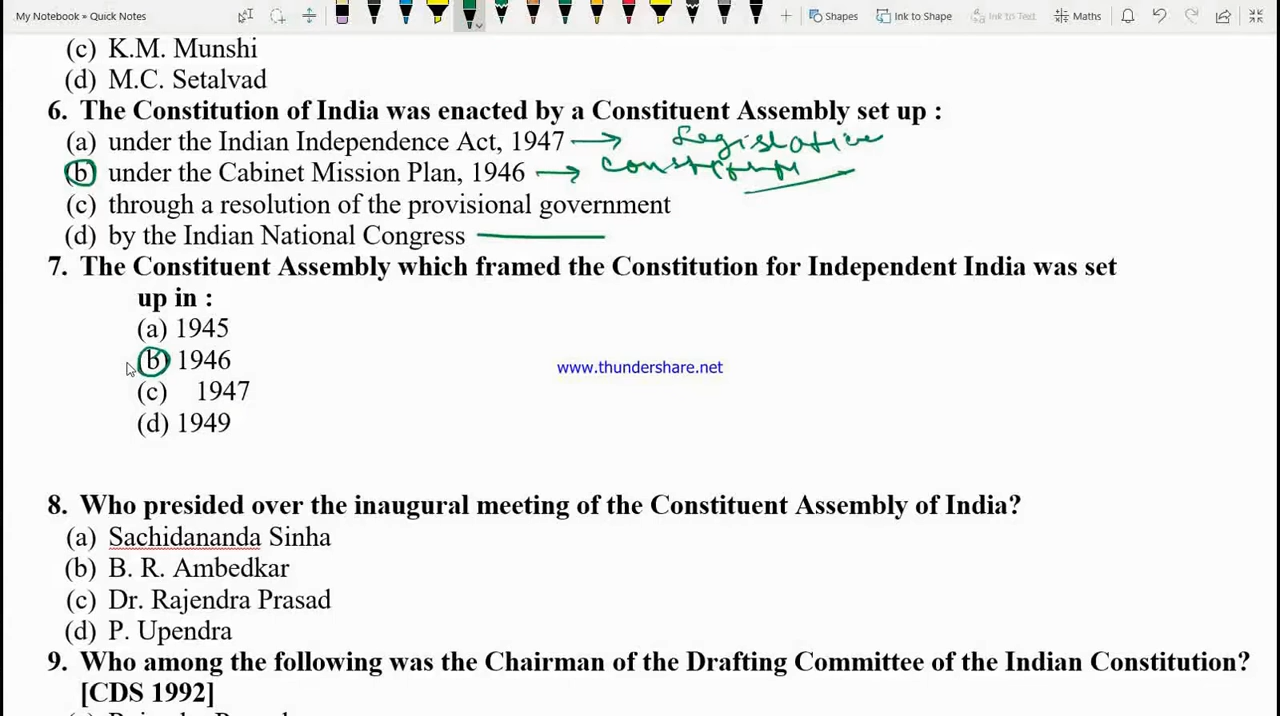 My Notebook » Quick Notes
Shapes
Ink to Shape
Ink to Text
Maths
(c) K.M. Munshi
(d) M.C. Setalvad
6. The Constitution of India was enacted by a Constituent Assembly set up :
(a) under the Indian Independence Act, 1947 → Legislative
(b) under the Cabinet Mission Plan, 1946 →
(c) through a resolution of the provisional government
(d) by the Indian National Congress
7. The Constituent Assembly which framed the Constitution for Independent India was set
up in :
(a) 1945
(b) 1946
www.thundershare.net
(c) 1947
(d) 1949
8. Who presided over the inaugural meeting of the Constituent Assembly of India?
(a) Sachidananda Sinha
(b) B. R. Ambedkar
(c) Dr. Rajendra Prasad
(d) P. Upendra
9. Who among the following was the Chairman of the Drafting Committee of the Indian Constitution?
[CDS 1992]